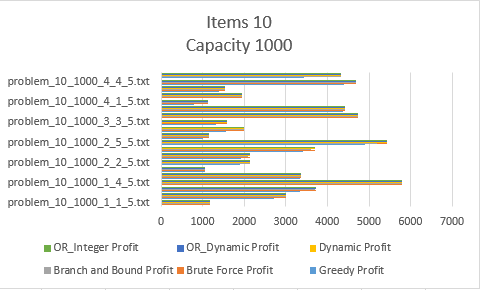 Items 10
Capacity 1000
problem_10_1000_4_4_5.txt
problem_10_1000_4_1_5.txt
problem_10_1000_3_3_5.txt
problem_10_1000_2_5_5.txt
problem_10_1000_2_2_5.txt
problem_10_1000_1_4_5.txt
problem_10_1000_1_1_5.txt
0 1000 2000 3000 4000 5000 6000 7000
OR_Integer Profit OR_Dynamic Profit Dynamic Profit
Branch and Bound Profit Brute Force Profit Greedy Profit